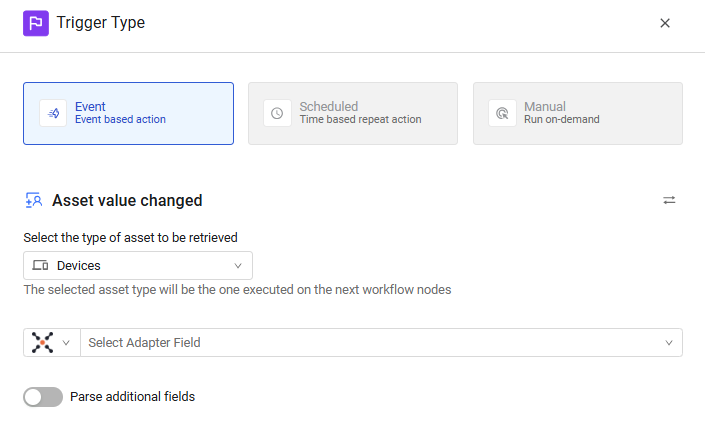 Trigger Type
Event
Event based action
Scheduled
Time based repeat action
Manual
Run on-demand
Asset value changed
Select the type of asset to be retrieved
Devices
The selected asset type will be the one executed on the next workflow nodes
Select Adapter Field
Parse additional fields